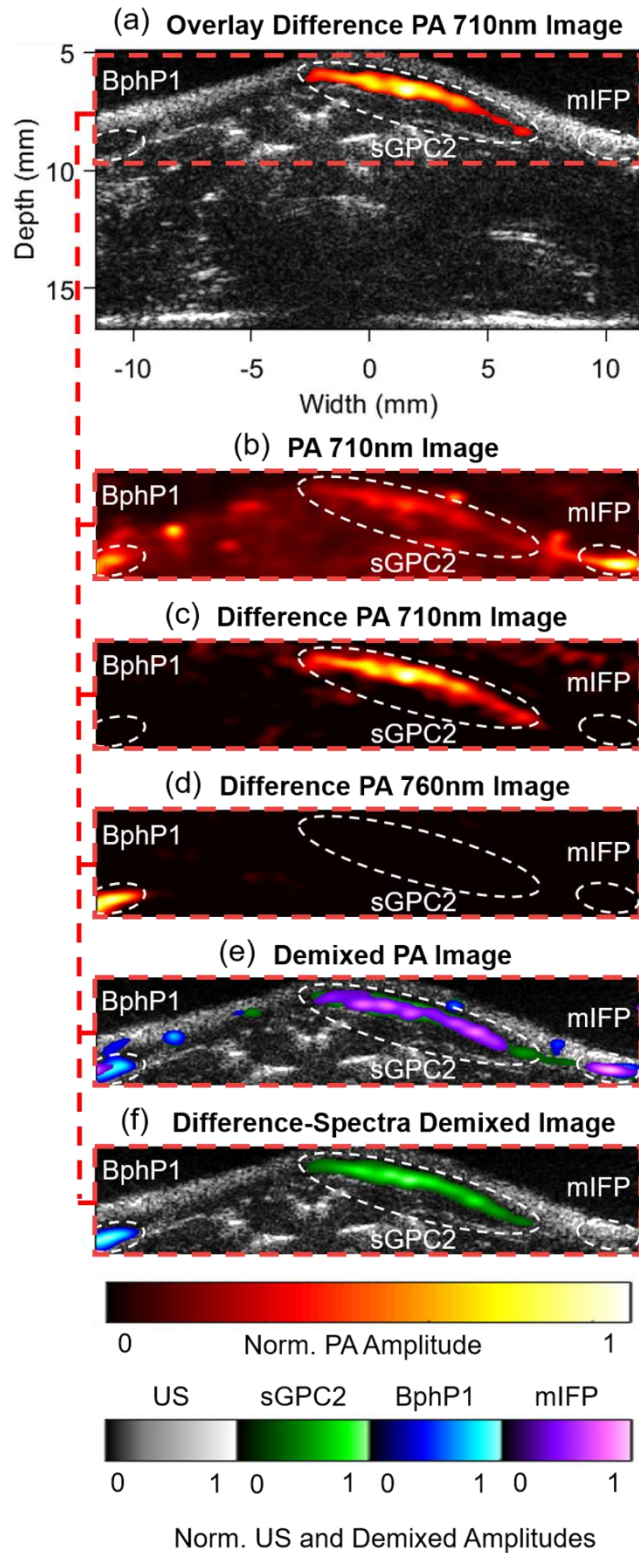 (a) Overlay Difference PA 710nm Image
5
BphP1
mIFP
sGPC2
10
Depth (mm)
15
-10 -5 0 5 10
Width (mm)
(b) PA 710nm Image
BphP1
mIFP
sGPC2
(c) Difference PA 710nm Image
BphP1
mIFP
sGPC2
(d) Difference PA 760nm Image
BphP1
mIFP
sGPC2
(e) Demixed PA Image
BphP1
mIFP
sGPC2
(f) Difference-Spectra Demixed Image
BphP1
mIFP
sGPC2
0 Norm. PA Amplitude 1
US sGPC2 BphP1 mIFP
0 1 0 1 0 1 0 1
Norm. US and Demixed Amplitudes